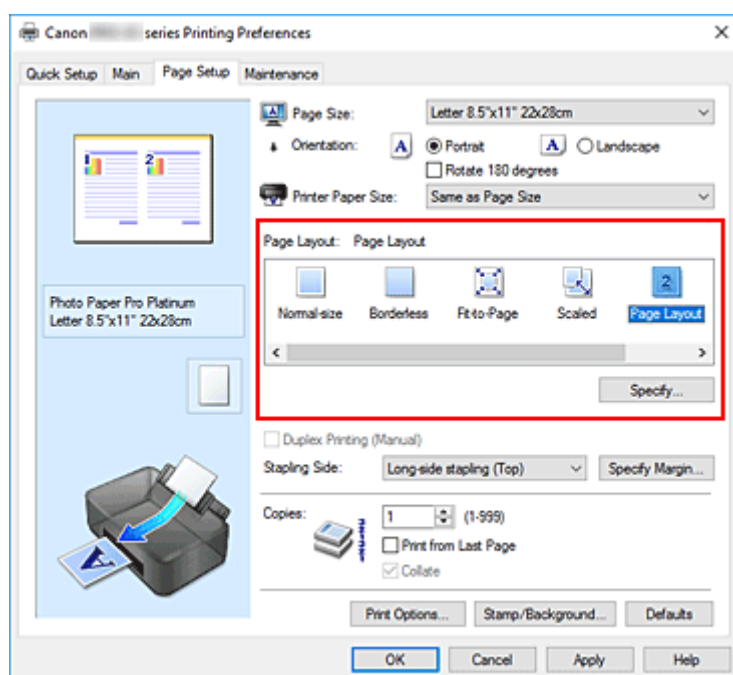 Canon series Printing Preferences
Quick Setup Main Page Setup Maintenance
Page Size: Letter 8.5"x11" 22x28cm
Orientation: A Portrait A Landscape
Rotate 180 degrees
Printer Paper Size: Same as Page Size
1 2
Page Layout: Page Layout
2
Normal-size Borderless Fit-to-Page Scaled Page Layout
Photo Paper Pro Platinum
Letter 8.5"x11" 22x28cm
Specify...
Duplex Printing (Manual)
Stapling Side: Long-side stapling (Top) Specify Margin...
Copies: 1 (1-999)
Print from Last Page
Collate
A
Print Options... Stamp/Background... Defaults
OK Cancel Apply Help